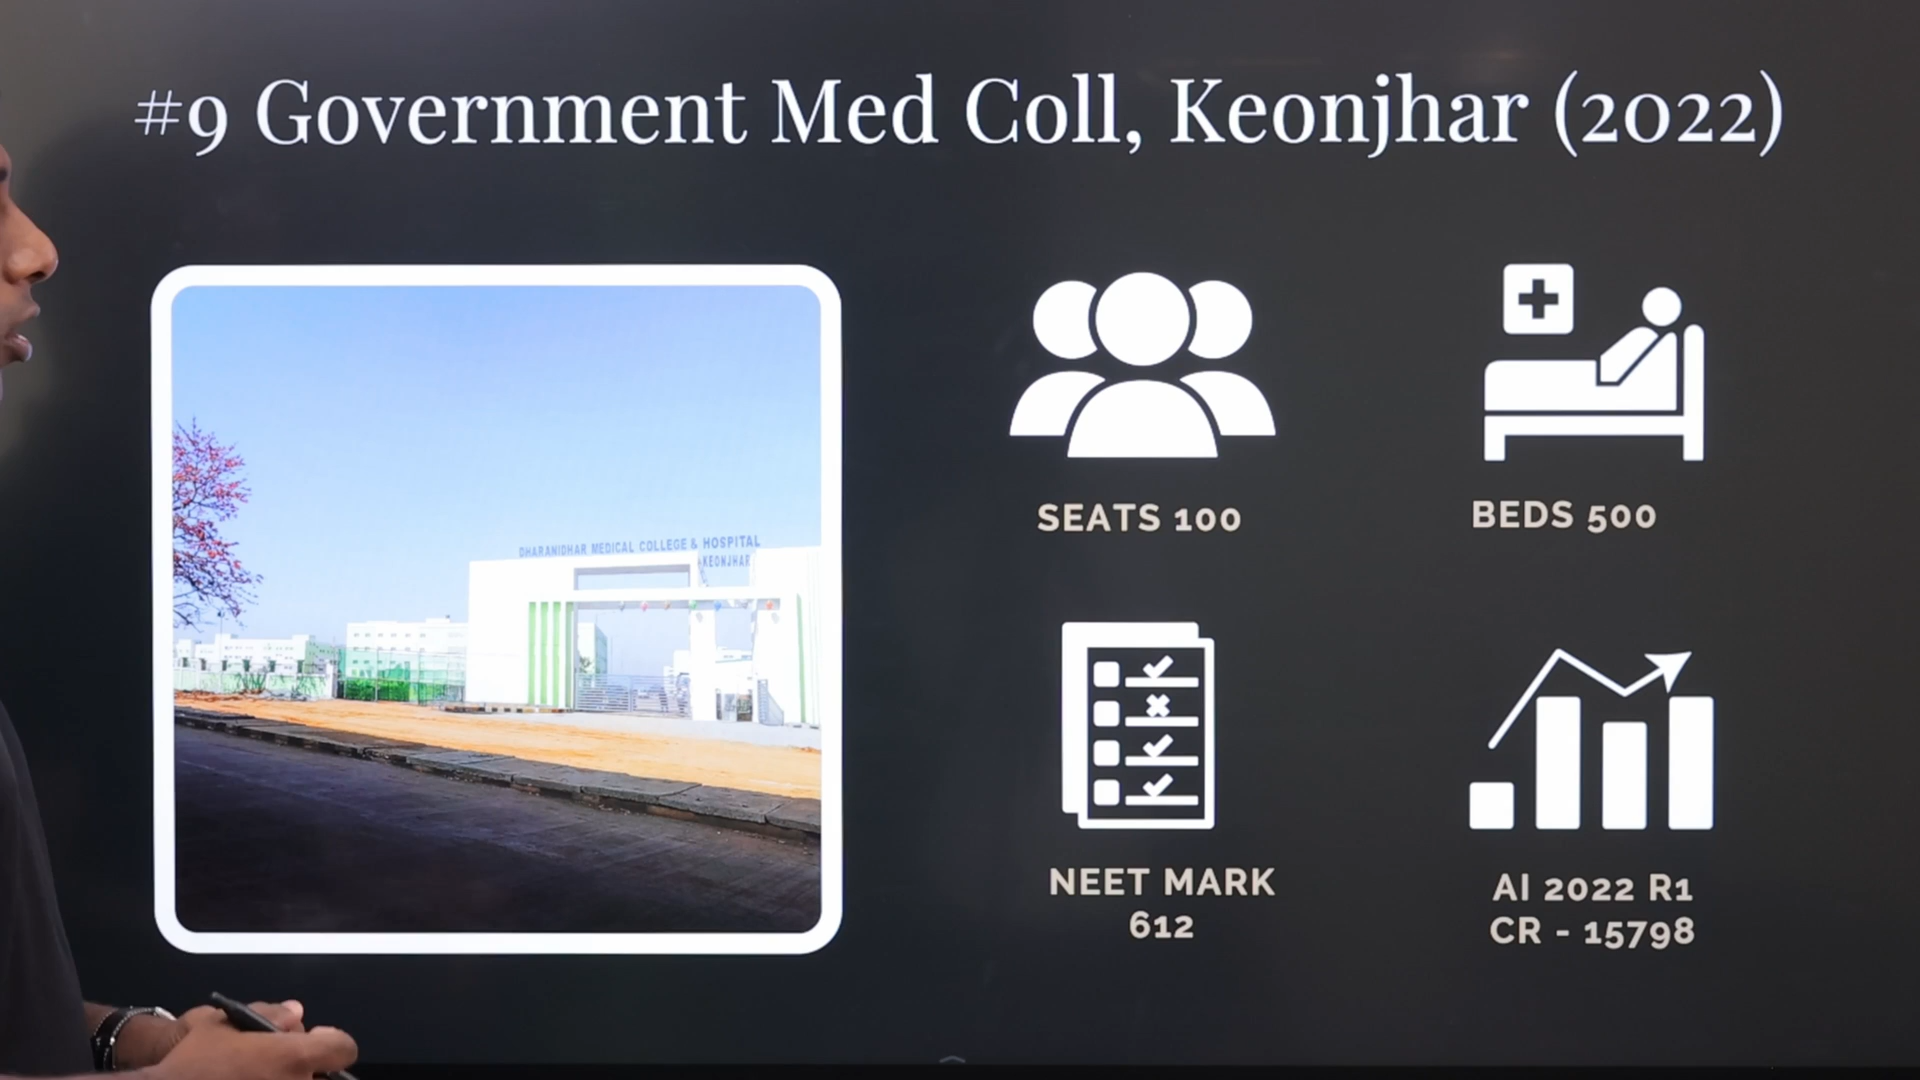 #9 Government Med Coll, Keonjhar (2022)
DHARANIDHAR MEDICAL COLLEGE & HOSPITAL
KEONJHAR
SEATS 100
BEDS 500
NEET MARK
612
AI 2022 R1
CR - 15798